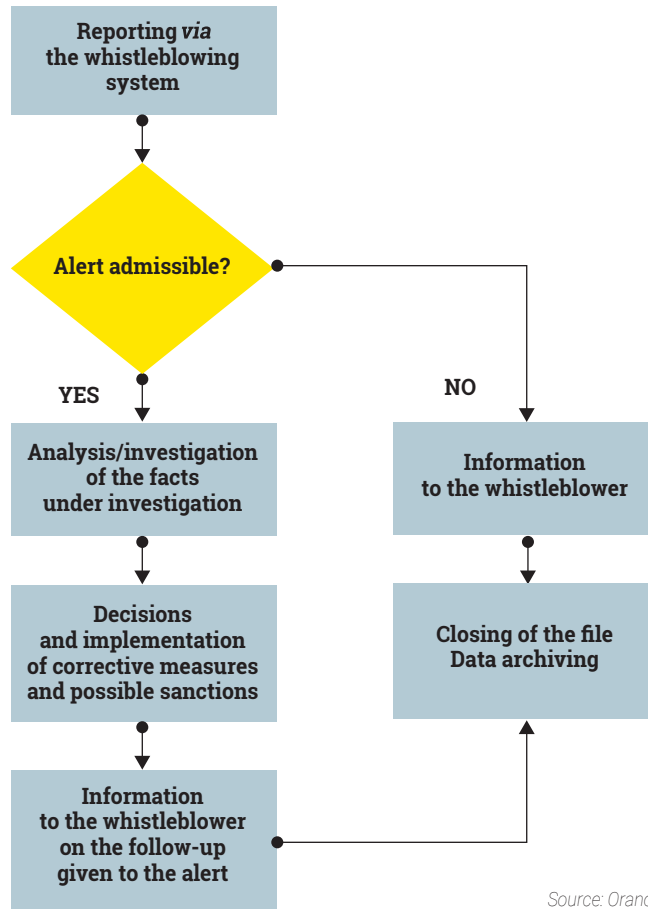 Reporting via
the whistleblowing
system
Alert admissible?
YES
NO
Analysis/investigation
of the facts
under investigation
Information
to the whistleblower
Decisions
and implementation
of corrective measures
and possible sanctions
Closing of the file
Data archiving
Information
to the whistleblower
on the follow-up
given to the alert
Source: